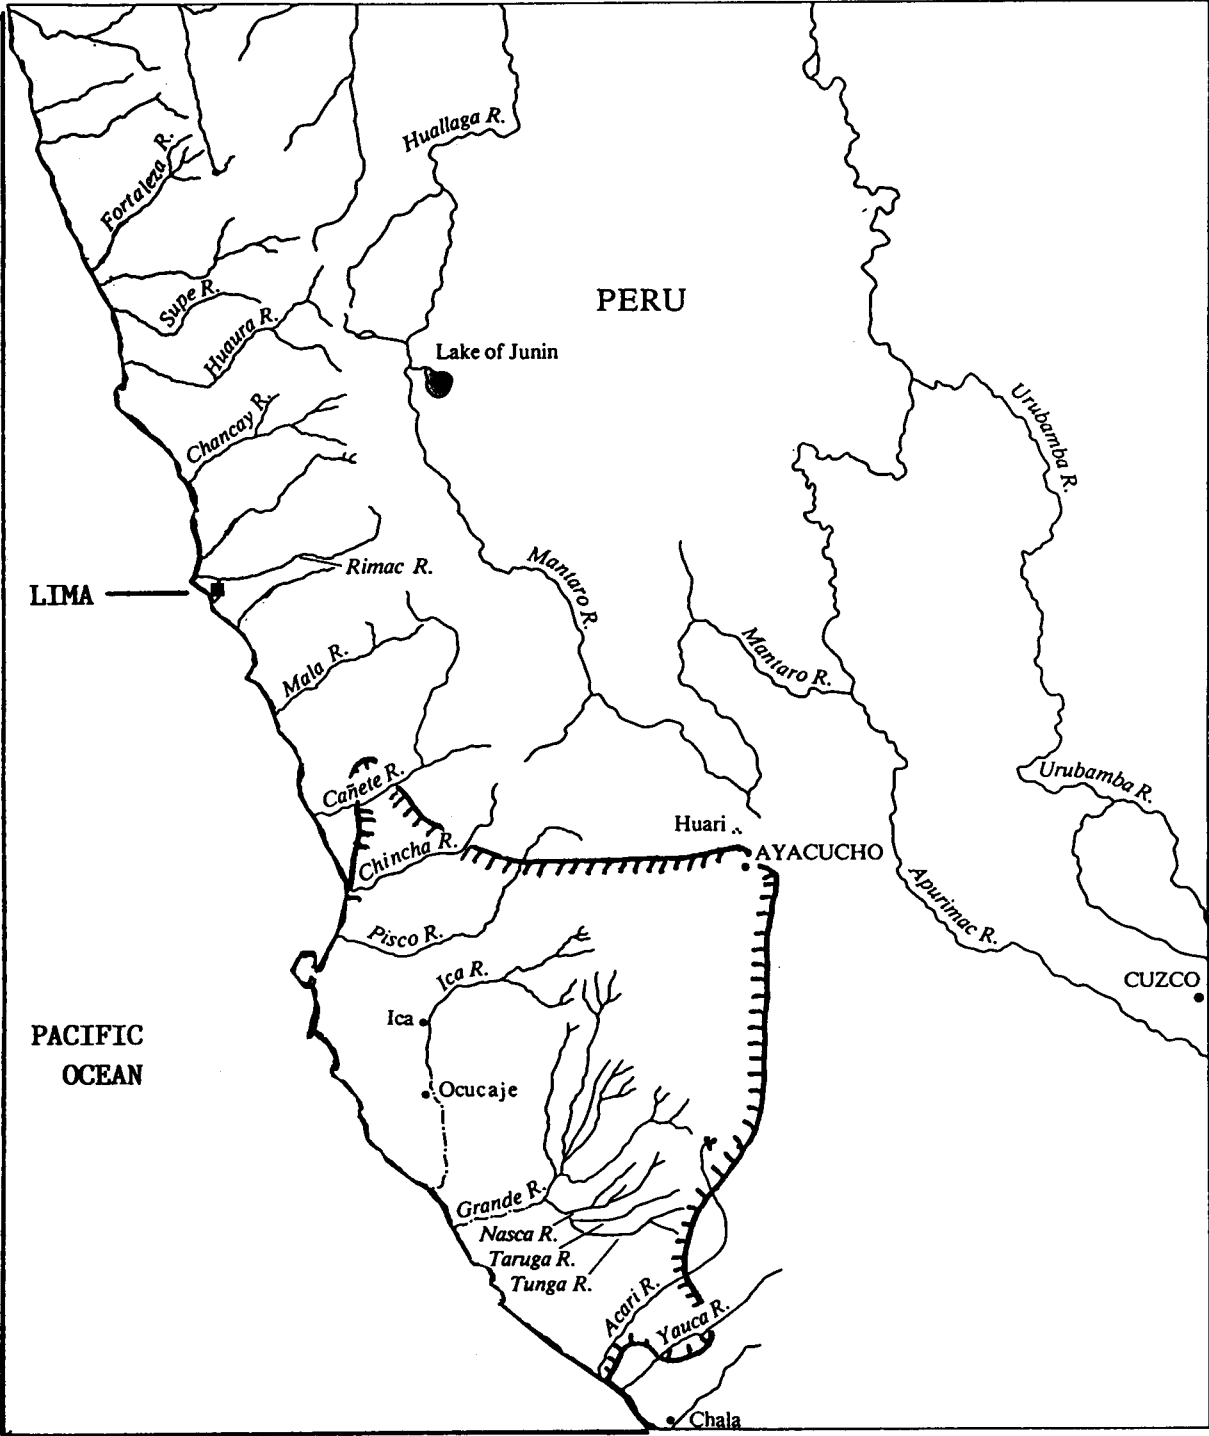 Huallaga R.
Fortaleza R.
PERU
Supe R.
Huaura R.
Lake of Junin
Urubamba R.
Chancay R.
Mantaro R.
Rimac R.
LIMA
Mala R.
Mantaro R.
Cañete R.
Urubamba R.
Huari
Chincha R.
AYACUCHO
Apurimac R.
Pisco R.
Ica R.
CUZCO
Ica
PACIFIC
OCEAN
Ocucaje
Grande R.
Nasca R.
Taruga R.
Tunga R.
Acari R.
Yauca R.
Chala